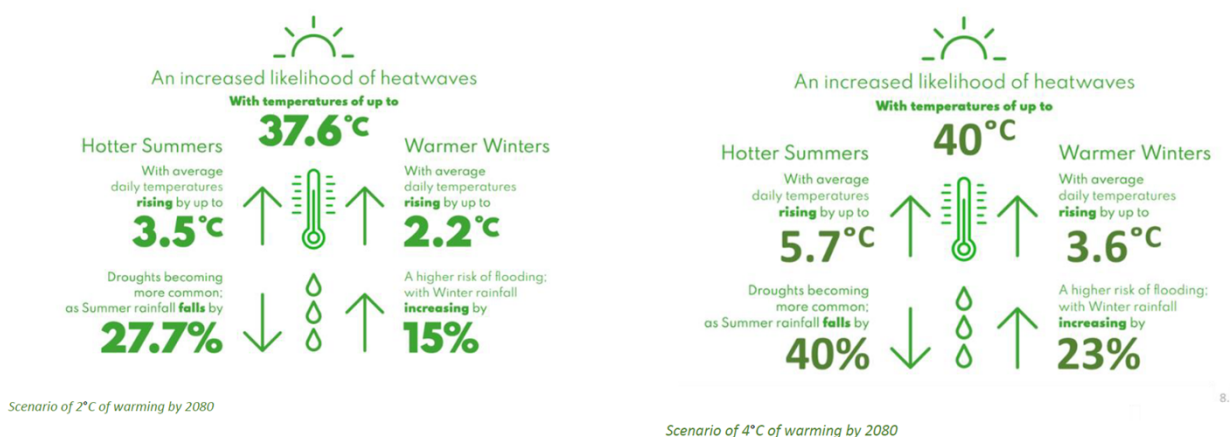 An increased likelihood of heatwaves
With temperatures of up to
37.6°C
Hotter Summers
With average
daily temperatures
rising by up to
3.5°C
Warmer Winters
With average
daily temperatures
rising by up to
2.2°C
Droughts becoming
more common;
as Summer rainfall falls by
27.7%
A higher risk of flooding;
with Winter rainfall
increasing by
15%
Scenario of 2°C of warming by 2080
An increased likelihood of heatwaves
With temperatures of up to
40°C
Hotter Summers
With average
daily temperatures
rising by up to
5.7°C
Warmer Winters
With average
daily temperatures
rising by up to
3.6°C
Droughts becoming
more common;
as Summer rainfall falls by
40%
A higher risk of flooding;
with Winter rainfall
increasing by
23%
8.
Scenario of 4°C of warming by 2080